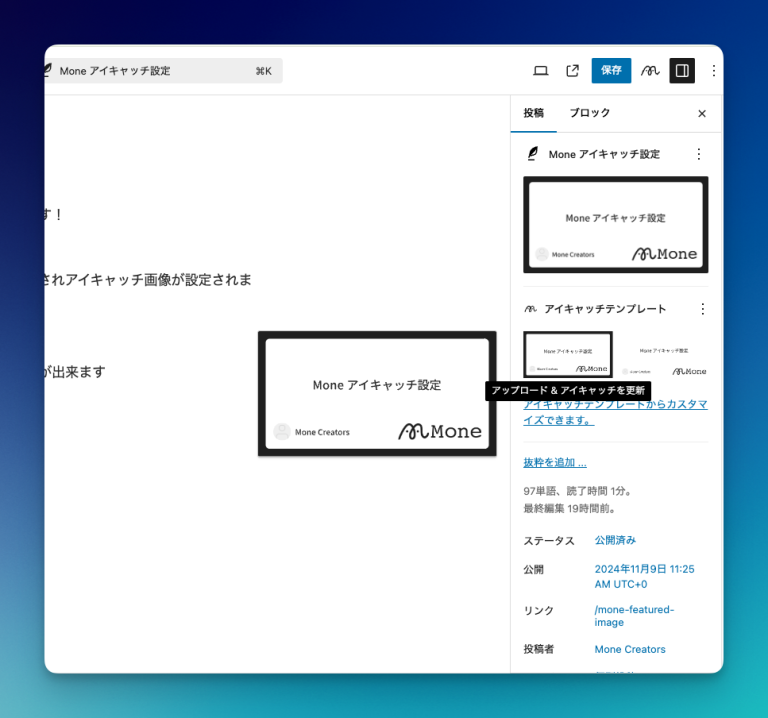 Mone アイキャッチ設定
⌘K
保存
投稿
ブロック
Mone アイキャッチ設定
Mone アイキャッチ設定
Mone Creators
Mone
す！
されアイキャッチ画像が設定されま
が出来ます
Mone アイキャッチ設定
Mone Creators
Mone
アイキャッチテンプレート
Mone アイキャッチ設定
Mone Creators
Mone
Mone アイキャッチ設定
Mone Creators
Mone
アップロード & アイキャッチを更新
アイキャッチテンプレートからカスタマ
イズできます。
抜粋を追加 ...
97単語、読了時間 1分。
最終編集 19時間前。
ステータス
公開済み
公開
2024年11月9日 11:25
AM UTC+0
リンク
/mone-featured-
image
投稿者
Mone Creators